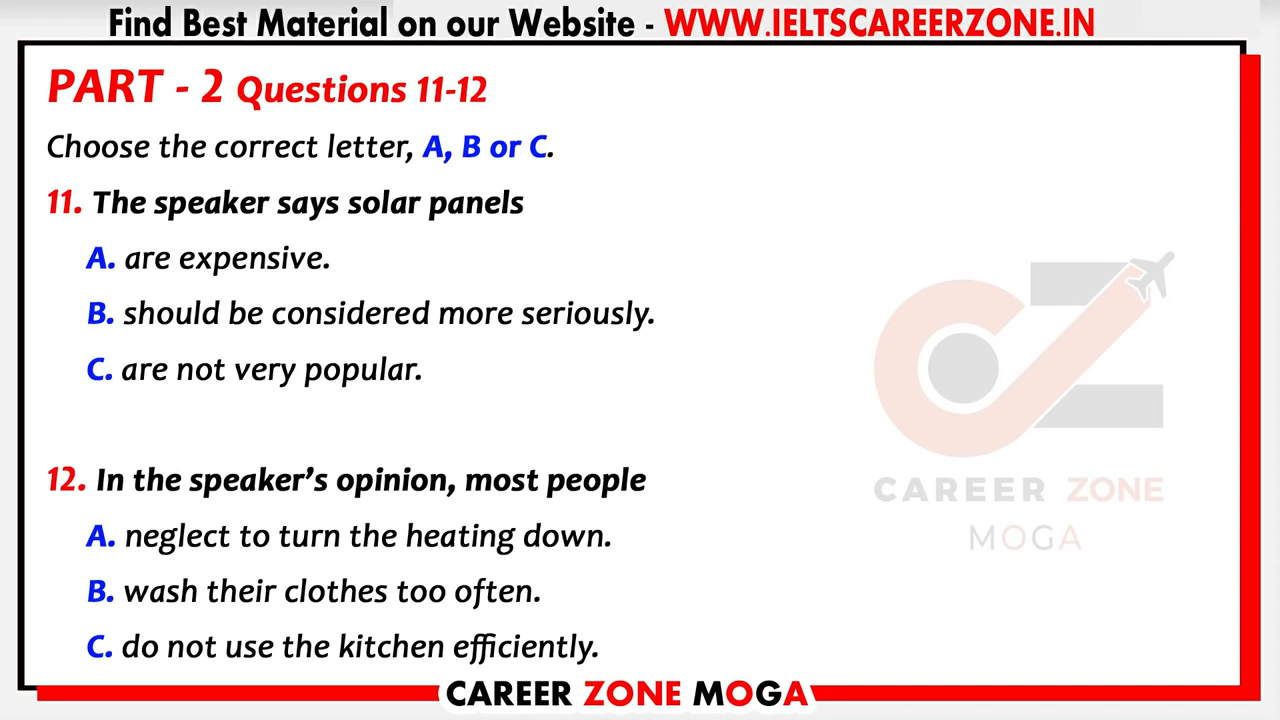 Find Best Material on our Website - WWW.IELTSCAREERZONE.IN
PART - 2 Questions 11-12
Choose the correct letter, A, B or C.
11. The speaker says solar panels
A. are expensive.
B. should be considered more seriously.
C. are not very popular.
CAREER ZONE
MOGA
12. In the speaker’s opinion, most people
A. neglect to turn the heating down.
B. wash their clothes too often.
C. do not use the kitchen efficiently.
CAREER ZONE MOGA